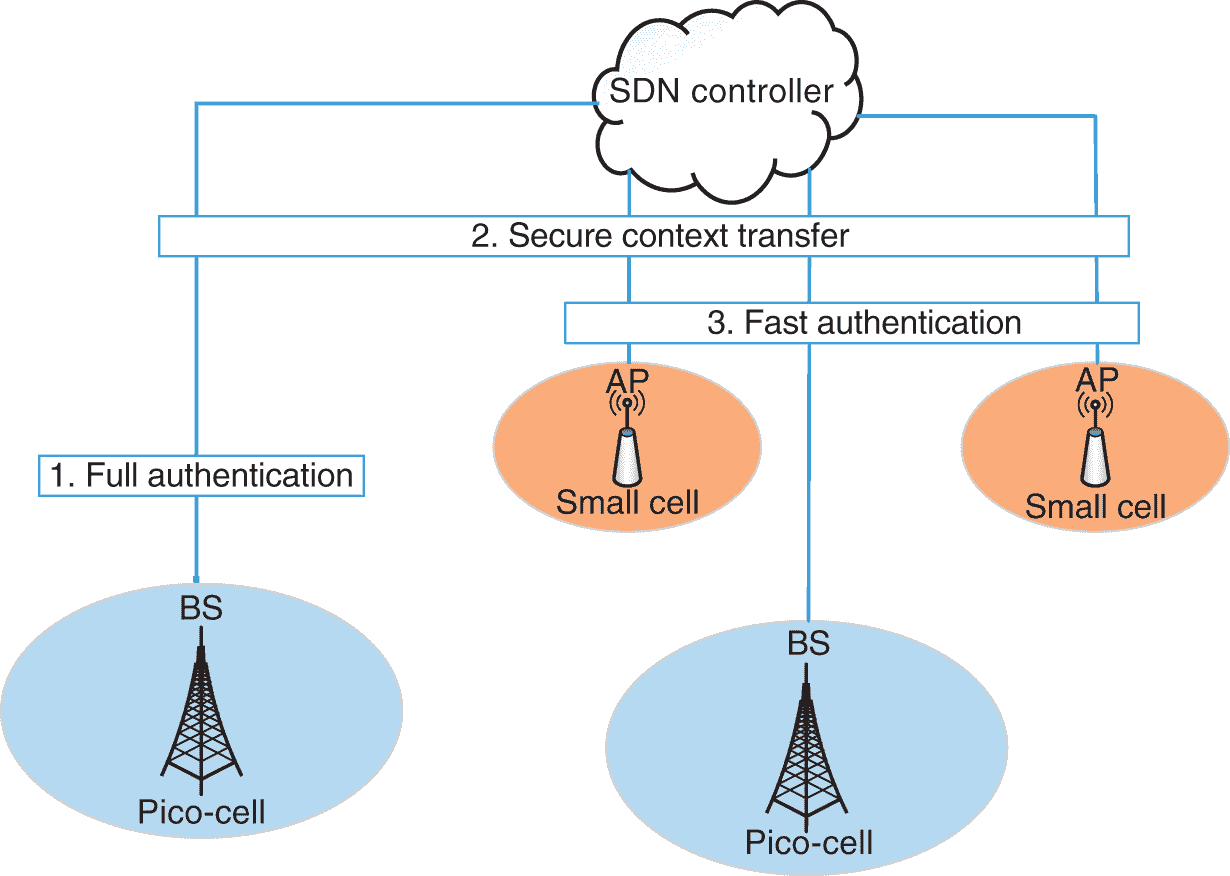 SDN controller
2. Secure context transfer
3. Fast authentication
AP
Small cell
AP
Small cell
1. Full authentication
BS
Pico-cell
BS
Pico-cell